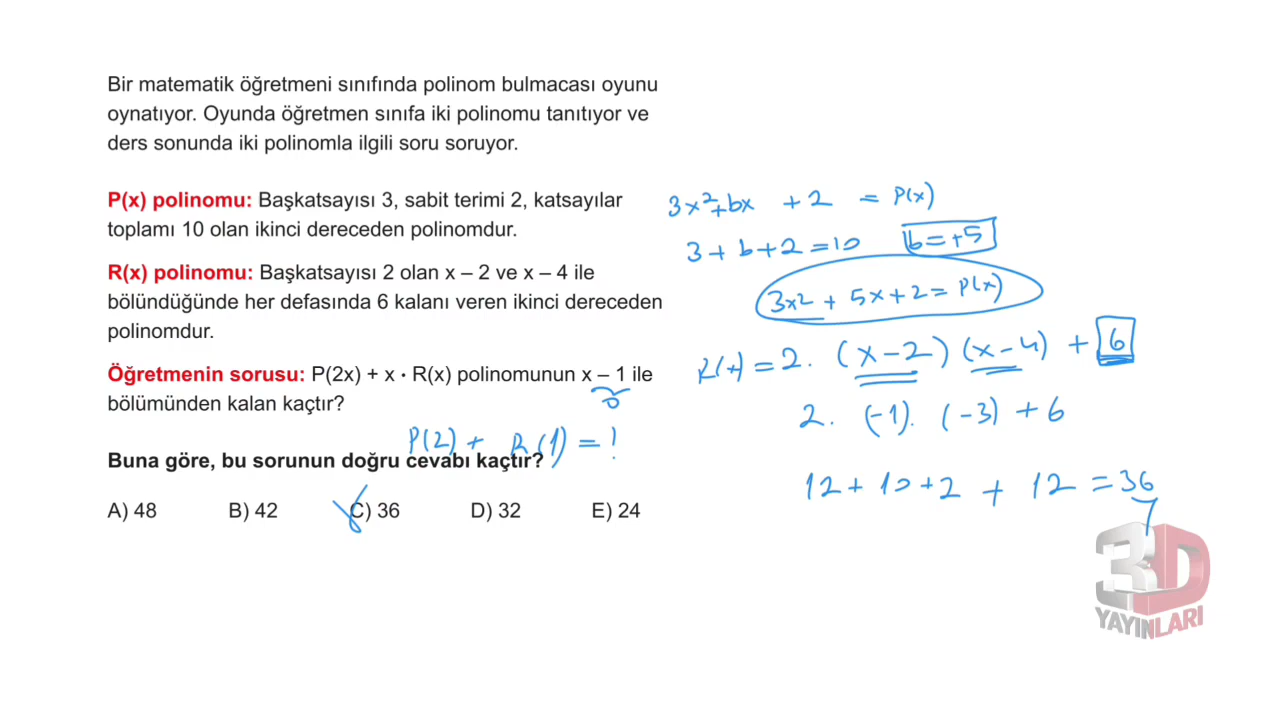 Bir matematik öğretmeni sınıfında polinom bulmacası oyunu
oynatıyor. Oyunda öğretmen sınıfa iki polinomu tanıtıyor ve
ders sonunda iki polinomla ilgili soru soruyor.
P(x) polinomu: Başkatsayısı 3, sabit terimi 2, katsayılar
toplamı 10 olan ikinci dereceden polinomdur.
R(x) polinomu: Başkatsayısı 2 olan x – 2 ve x – 4 ile
bölündüğünde her defasında 6 kalanı veren ikinci dereceden
polinomdur.
Öğretmenin sorusu: P(2x) + x · R(x) polinomunun x – 1 ile
bölümünden kalan kaçtır?
0
P(2) + R(1) = !
Buna göre, bu sorunun doğru cevabı kaçtır?
A) 48 B) 42 C) 36 D) 32 E) 24
3x² + bx + 2 = P(x)
3 + b + 2 = 10 b = +5
3x² + 5x + 2 = P(x)
R(x) = 2. (x – 2) (x – 4) + 6
2. (-1). (-3) + 6
12 + 10 + 2 + 12 = 36
3D
YAYINLARI